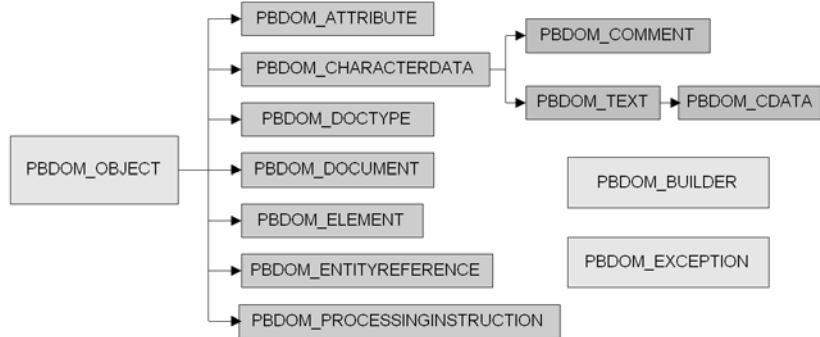 PBDOM_OBJECT
PBDOM_ATTRIBUTE
PBDOM_CHARACTERDATA
PBDOM_DOCTYPE
PBDOM_DOCUMENT
PBDOM_ELEMENT
PBDOM_ENTITYREFERENCE
PBDOM_PROCESSINGINSTRUCTION
PBDOM_COMMENT
PBDOM_TEXT
PBDOM_CDATA
PBDOM_BUILDER
PBDOM_EXCEPTION